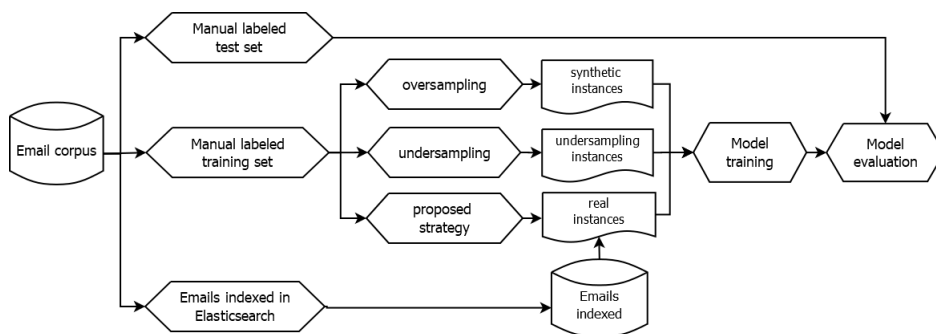 Manual labeled
test set
Email corpus
Manual labeled
training set
oversampling
synthetic
instances
undersampling
undersampling
instances
proposed
strategy
real
instances
Model
training
Model
evaluation
Emails indexed in
Elasticsearch
Emails
indexed